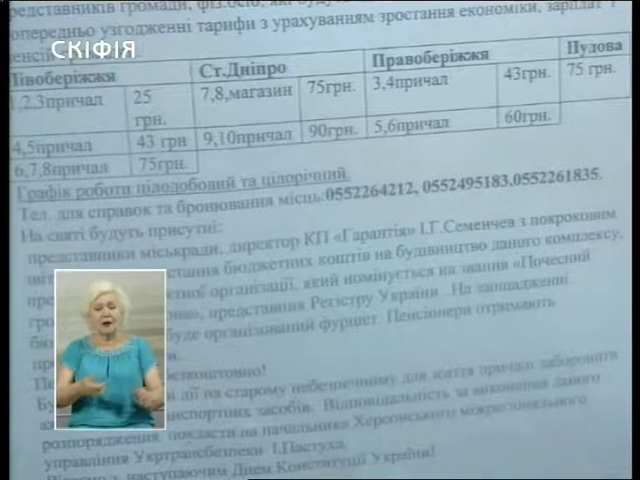 представників громади, фіз.осіб, які
попередньо узгодженні тарифи з урахуванням зростання економіки, зарплат і
пенсій
СКІФІЯ
Лівобережжя Ст.Дніпро Правобережжя Пудова
1,2.3причал 25 грн. 7,8,магазин 75грн. 3,4причал 43грн. 75 грн.
4,5причал 43 грн 9,10причал 90грн. 5,6причал 60грн.
6,7,8причал 75грн.
Графік роботи цілодобовий та цілорічний.
Тел. для справок та бронювання місць:0552264212, 0552495183,0552261835.
На святі будуть присутні:
представники міськради, директор КП «Гарантія» І.Г.Семенчев з покроковим
стання бюджетних коштів на будівництво даного комплексу,
ктної організації, який номінується на звання «Почесний
представник Регістру України. На заощадженні
буде організований фуршет. Пенсіонери отримають
безкоштовно!
дії на старому небезпечному для життя причалі заборонити
анспортних засобів. Відповідальність за виконання даного
розпорядження покласти на начальника Херсонського міжрегіонального
управління Укртрансбезпеки І.Пастуха.
з наступаючим Днем Конституції України!